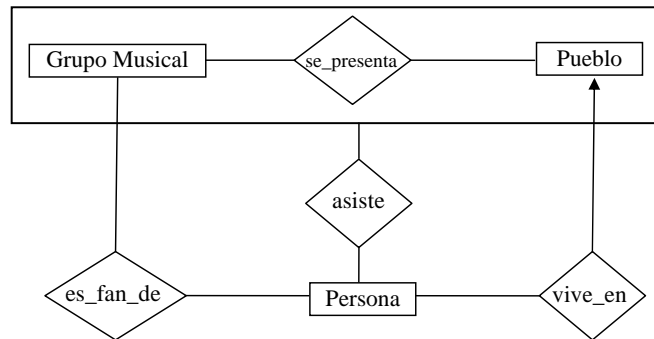 Grupo Musical
se_presenta
Pueblo
asiste
es_fan_de
Persona
vive_en